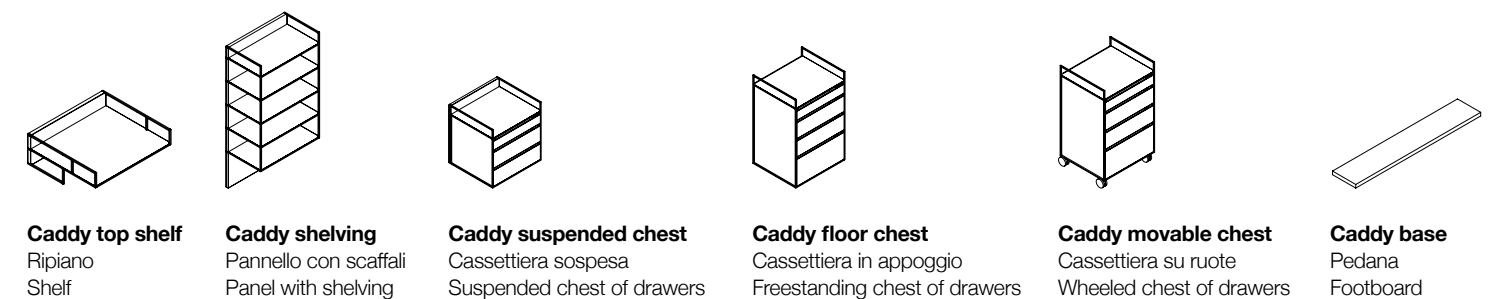 Caddy top shelf
Ripiano
Shelf
Caddy shelving
Pannello con scaffali
Panel with shelving
Caddy suspended chest
Cassettiera sospesa
Suspended chest of drawers
Caddy floor chest
Cassettiera in appoggio
Freestanding chest of drawers
Caddy movable chest
Cassettiera su ruote
Wheeled chest of drawers
Caddy base
Pedana
Footboard